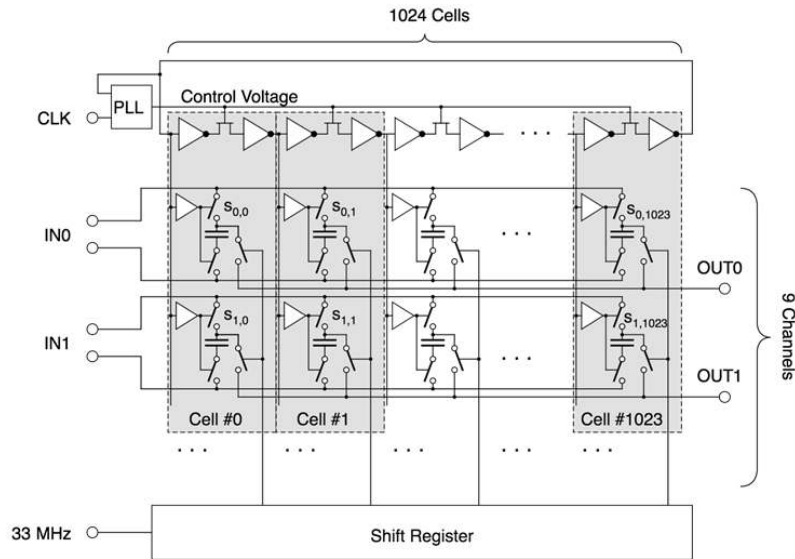 1024 Cells
PLL
Control Voltage
CLK
. . .
IN0
S0,0
S0,1
S0,1023
. . .
OUT0
IN1
S1,0
S1,1
S1,1023
. . .
OUT1
9 Channels
Cell #0
Cell #1
Cell #1023
. . . . . . . . . . . . . . .
33 MHz
Shift Register